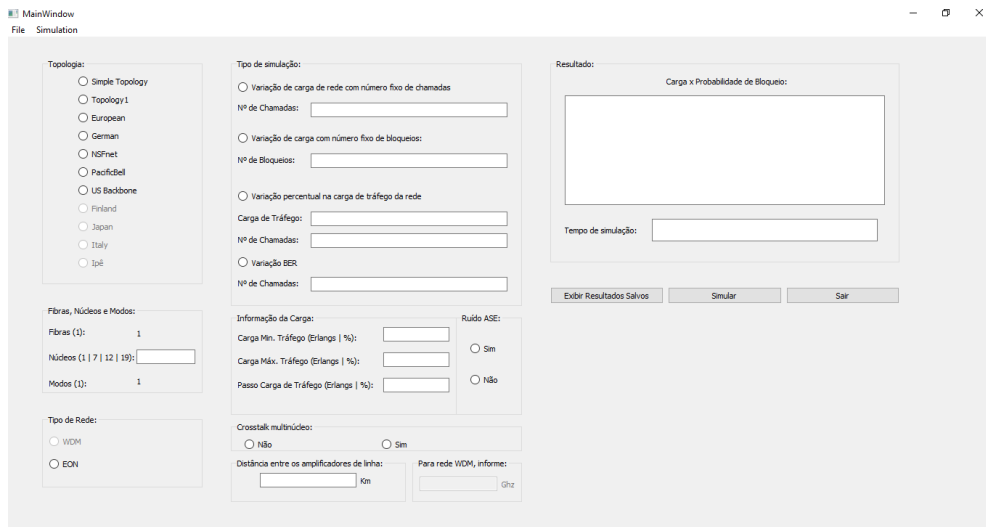 MainWindow
File Simulation
Topologia:
Simple Topology
Topology1
European
German
NSFnet
PacificBell
US Backbone
Finland
Japan
Italy
Ipê
Fibras, Núcleos e Modos:
Fibras (1): 1
Núcleos (1 | 7 | 12 | 19):
Modos (1): 1
Tipo de Rede:
WDM
EON
Tipo de simulação:
Variação de carga de rede com número fixo de chamadas
Nº de Chamadas:
Variação de carga com número fixo de bloqueios:
Nº de Bloqueios:
Variação percentual na carga de tráfego da rede
Carga de Tráfego:
Nº de Chamadas:
Variação BER
Nº de Chamadas:
Informação da Carga:
Carga Min. Tráfego (Erlangs | %):
Carga Máx. Tráfego (Erlangs | %):
Passo Carga de Tráfego (Erlangs | %):
Ruído ASE:
Sim
Não
Crosstalk multinúcleo:
Não Sim
Distância entre os amplificadores de linha:
Km
Para rede WDM, informe:
Ghz
Resultado:
Carga x Probabilidade de Bloqueio:
Tempo de simulação:
Exibir Resultados Salvos Simular Sair